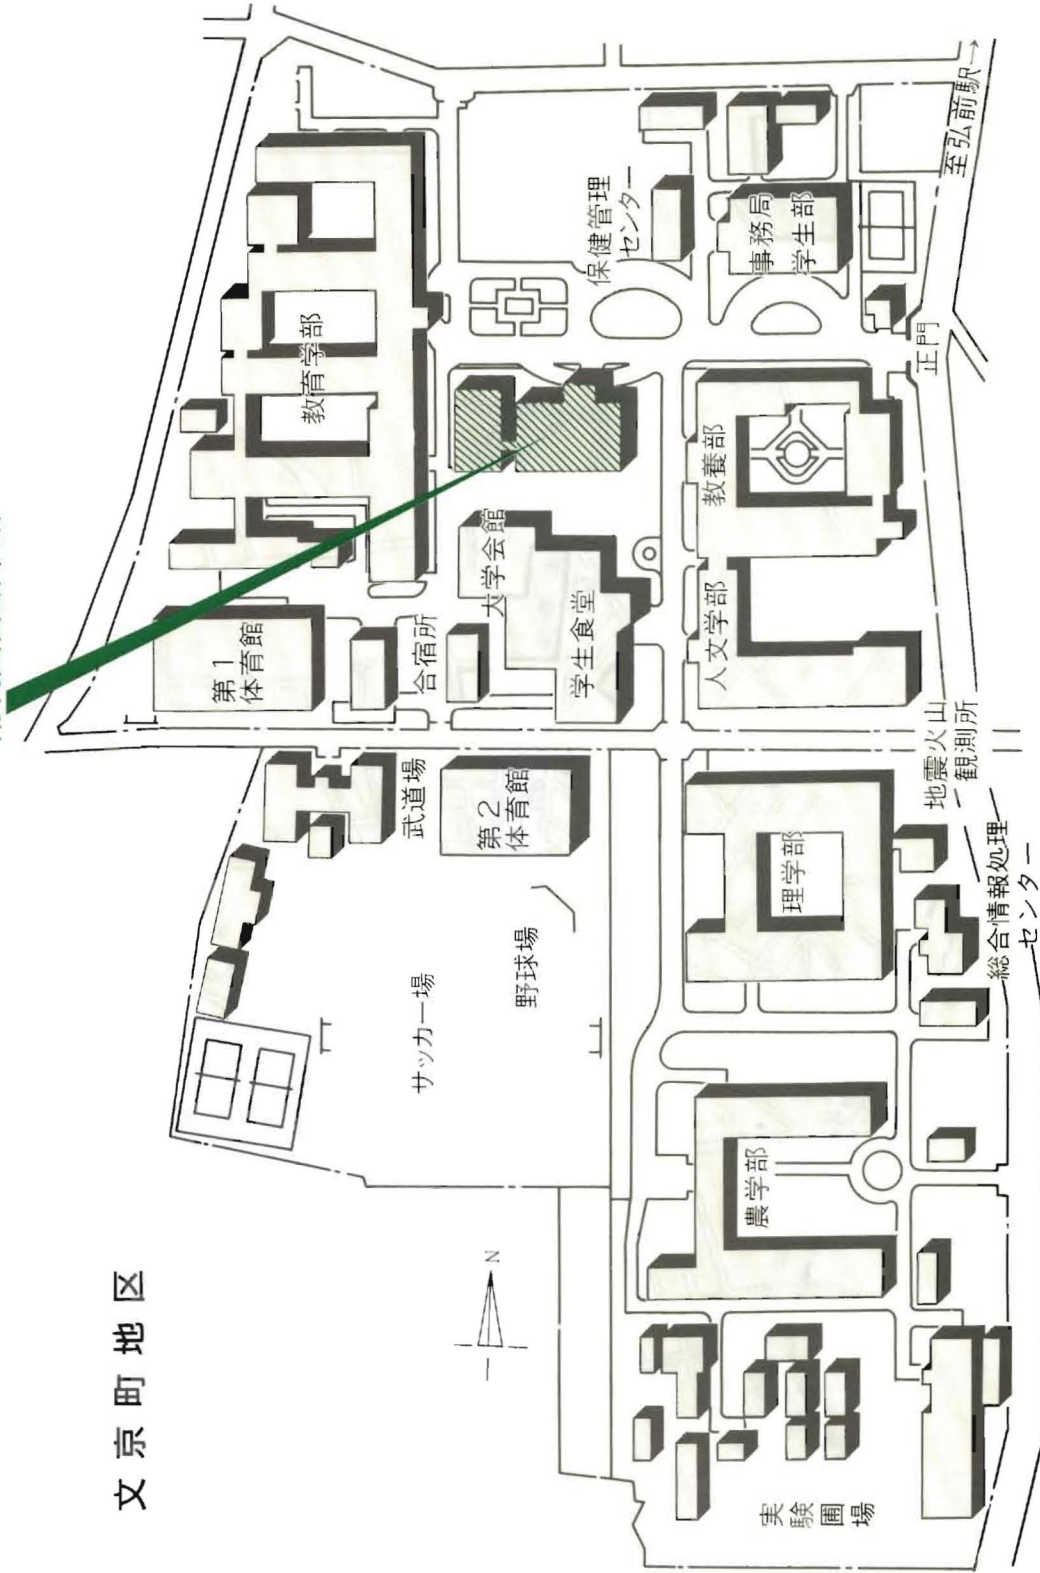 文京町地区
教育学部
保健管理
センター
事務局
学生部
至弘前駅→
正門
教養部
大学会館
学生食堂
合宿所
第1
体育館
人文学部
地震火山
観測所
武道場
第2
体育館
理学部
総合情報処理
センター
野球場
サッカー場
農学部
N
実験圃場